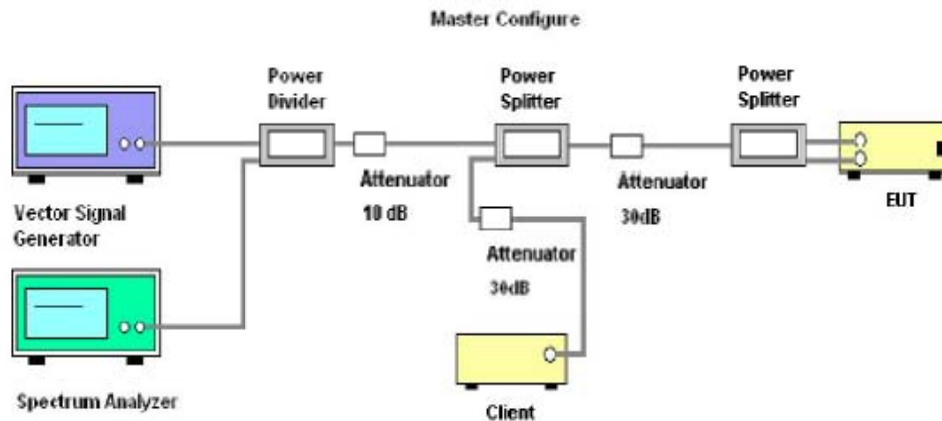 Master Configure
Power
Divider
Power
Splitter
Power
Splitter
Attenuator
10 dB
Attenuator
30dB
EUT
Vector Signal
Generator
Attenuator
30dB
Spectrum Analyzer
Client